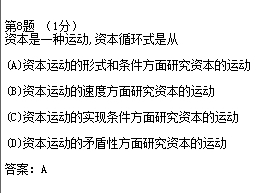 第8题 （1分）
资本是一种运动,资本循环式是从
(A)资本运动的形式和条件方面研究资本的运动
(B)资本运动的速度方面研究资本的运动
(C)资本运动的实现条件方面研究资本的运动
(D)资本运动的矛盾性方面研究资本的运动
答案：A